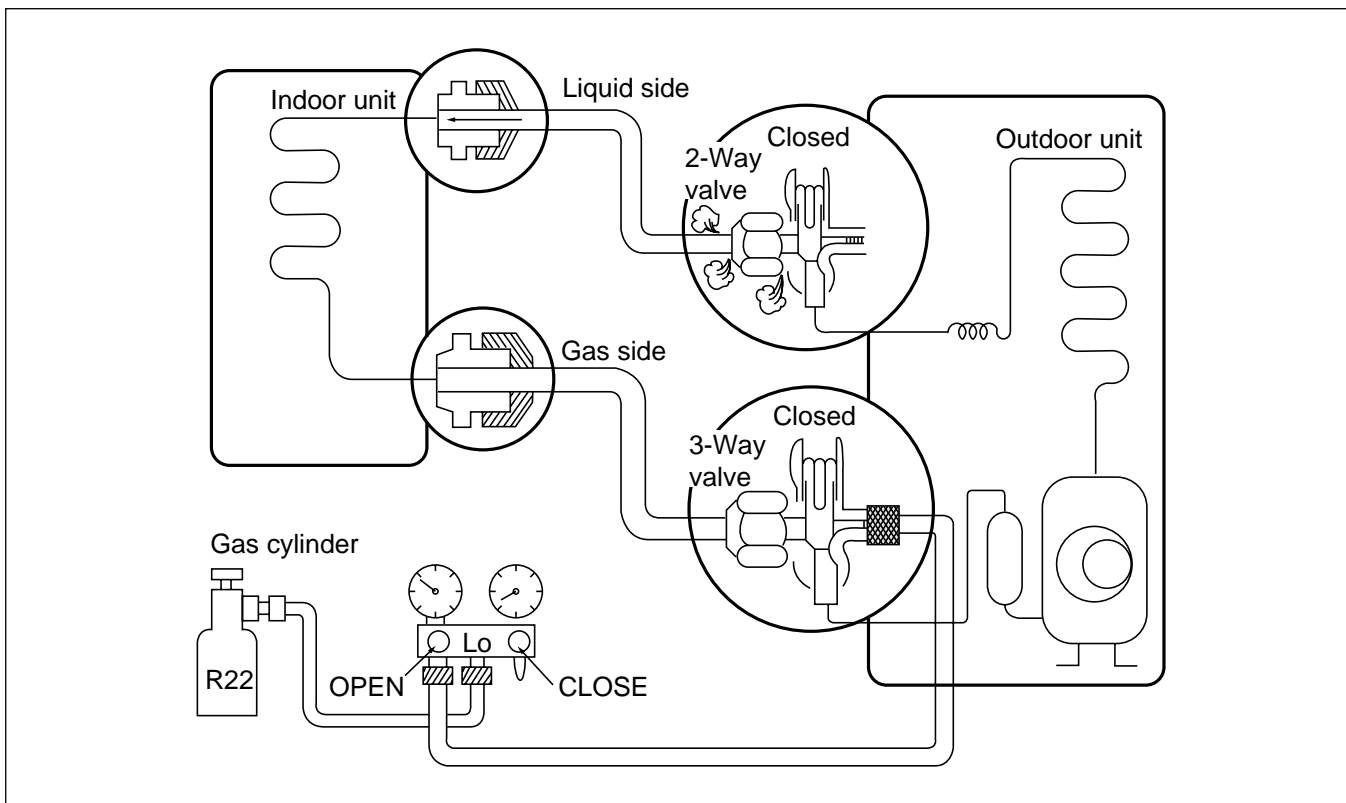 Indoor unit
Liquid side
Closed
2-Way
valve
Outdoor unit
Gas side
Closed
3-Way
valve
Gas cylinder
R22
Lo
OPEN
CLOSE